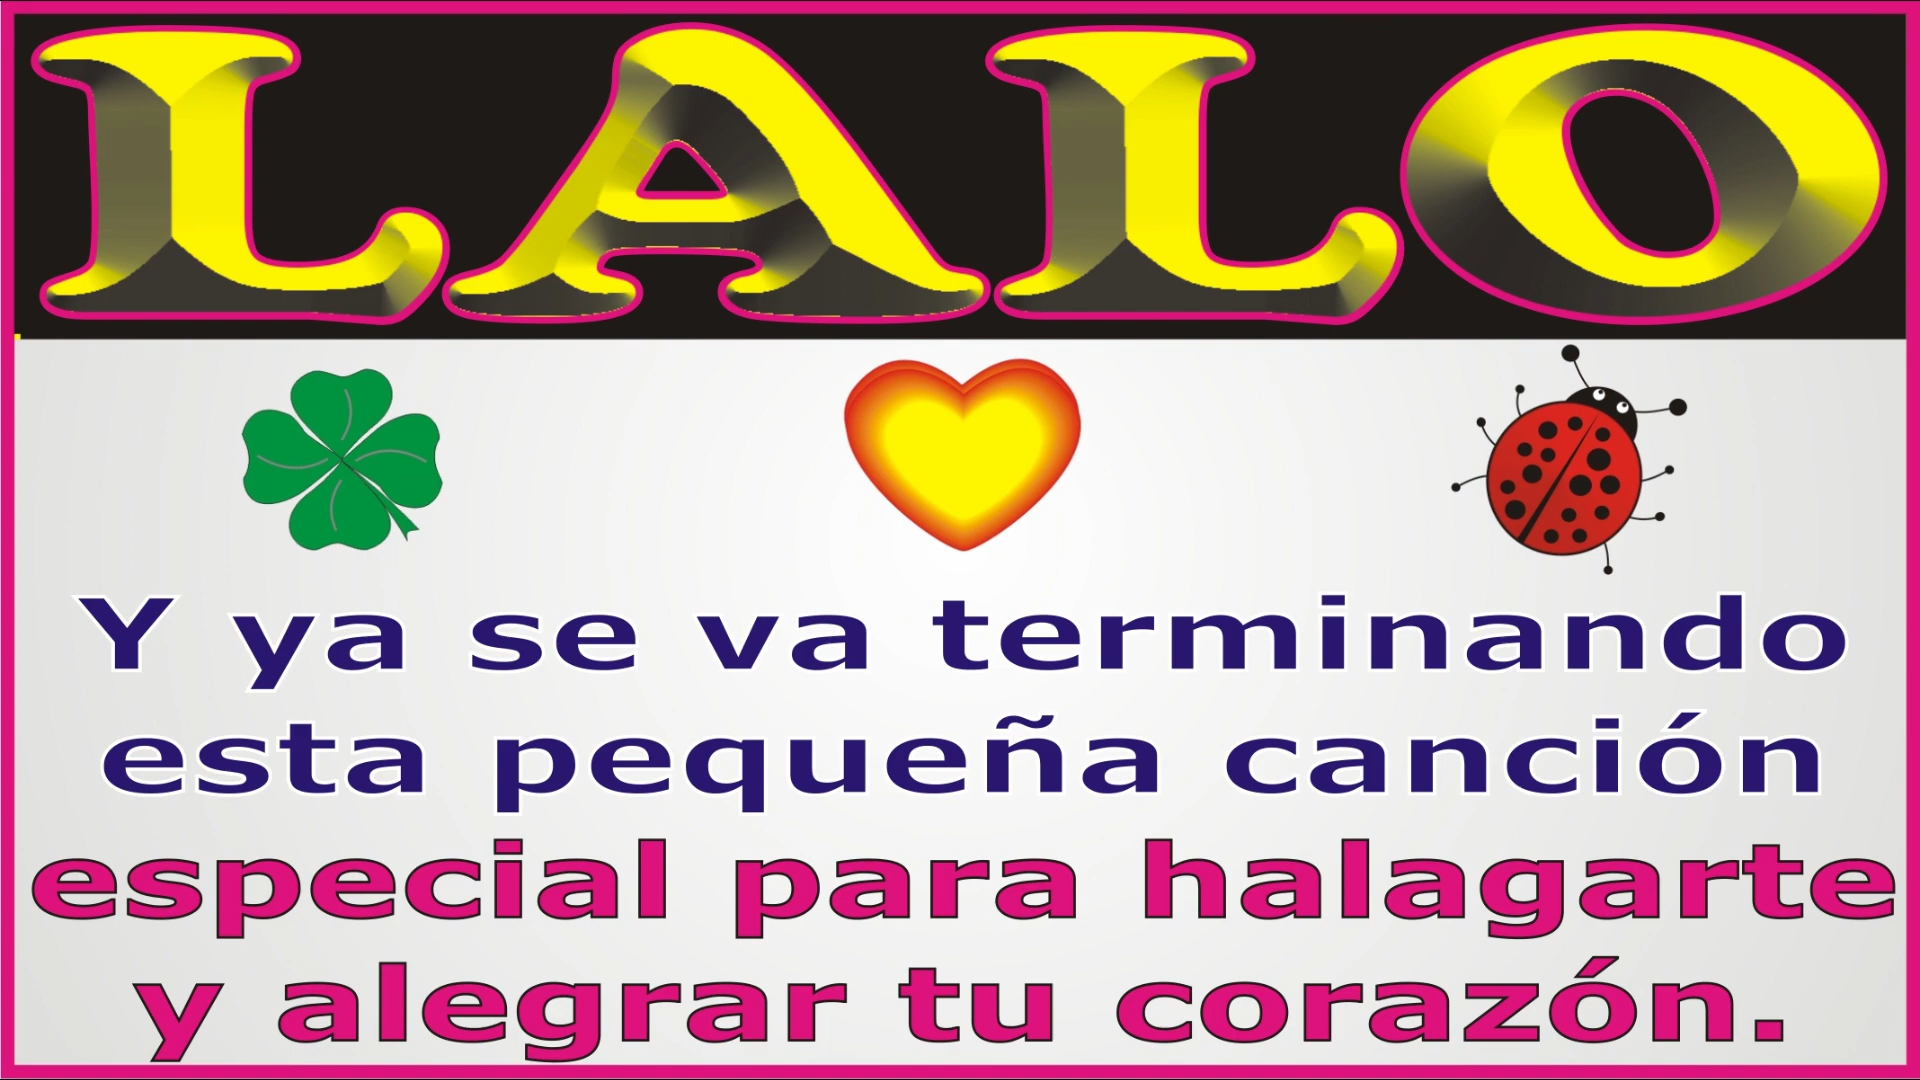 LALO
Y ya se va terminando
esta pequeña canción
especial para halagarte
y alegrar tu corazón.